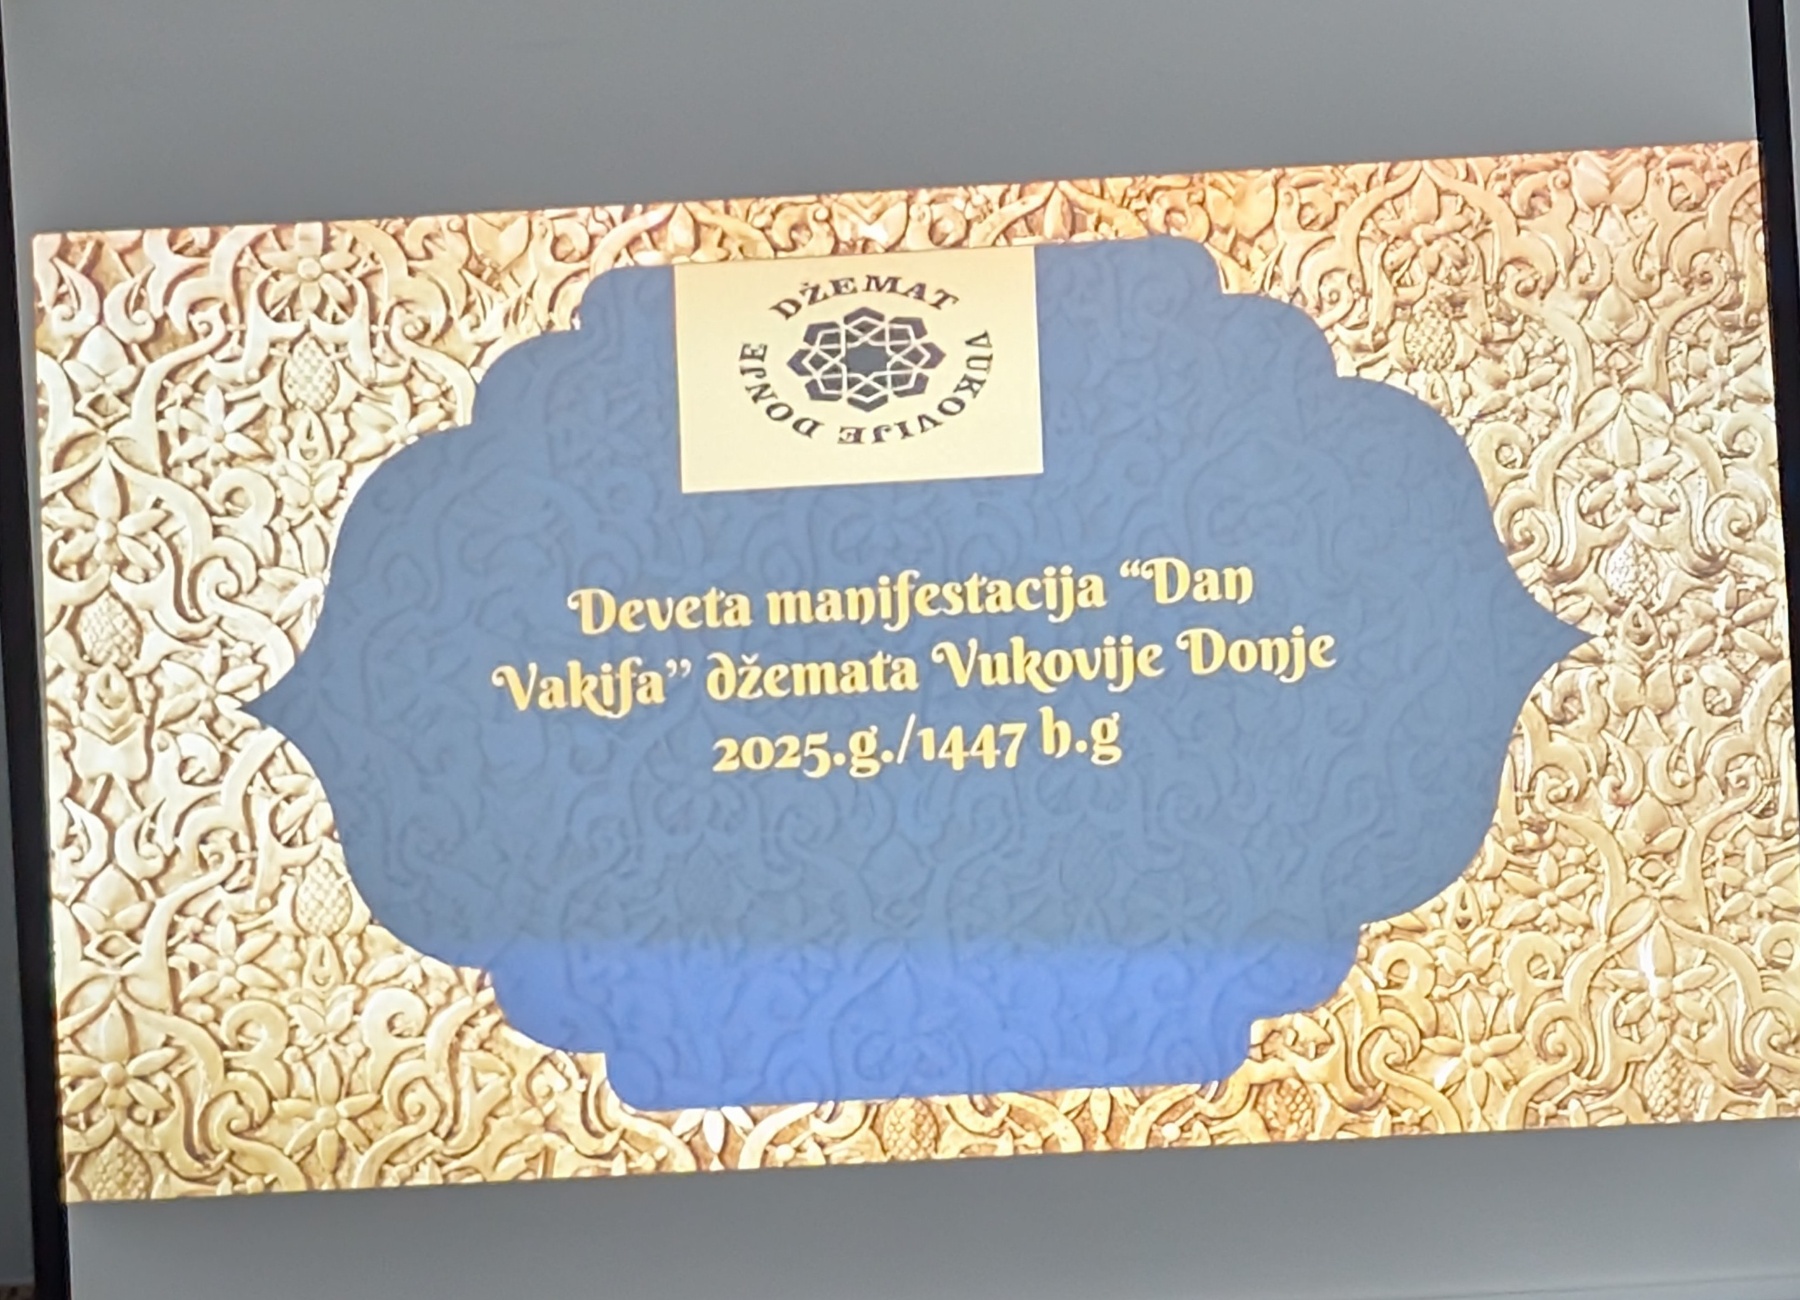 DŽEMAT VUKOVIJE DONJE
Deveta manifestacija “Dan
Vakifa” džemata Vukovije Donje
2025.g./1447 h.g